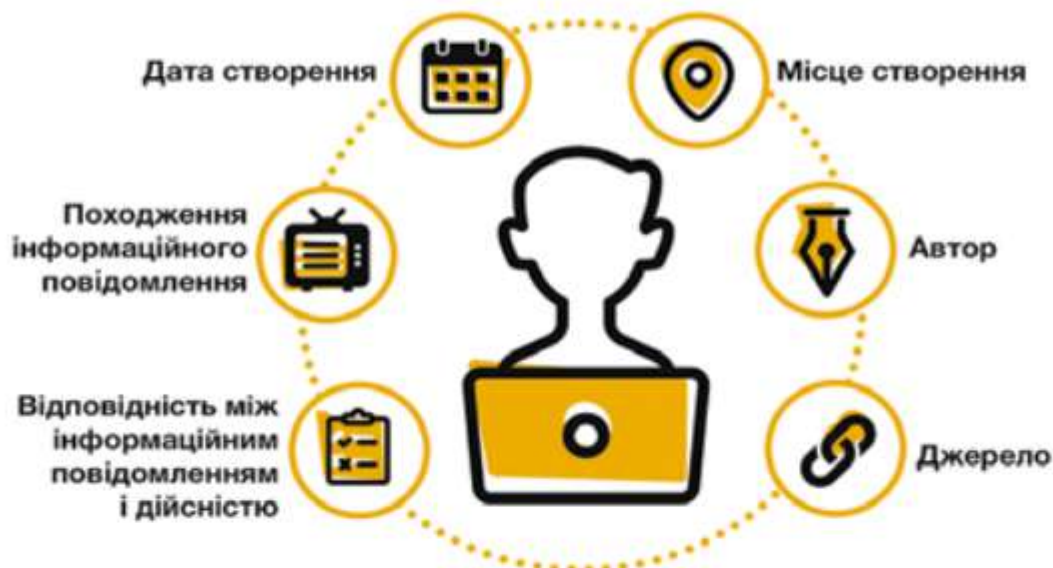 Дата створення
Місце створення
Походження
інформаційного
повідомлення
Автор
Відповідність між
інформаційним
повідомленням
і дійсністю
Джерело